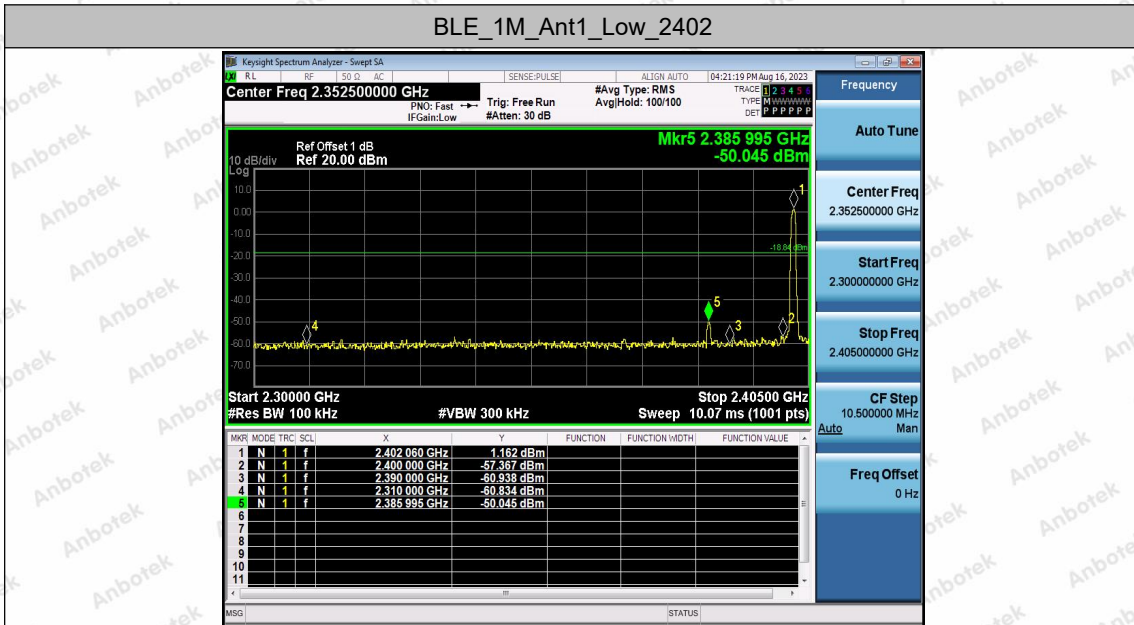 BLE_1M_Ant1_Low_2402
Keysight Spectrum Analyzer - Swept SA
LXI RL RF 50 Ω AC SENSE:PULSE ALIGN AUTO 04:21:19 PM Aug 16, 2023
Center Freq 2.352500000 GHz
#Avg Type: RMS
TRACE 1 2 3 4 5 6
PNO: Fast Trig: Free Run Avg|Hold: 100/100
TYPE M WWWWW
IFGain:Low #Atten: 30 dB
DET P P P P P P
Mkr5 2.385 995 GHz
-50.045 dBm
Ref Offset 1 dB
10 dB/div Ref 20.00 dBm
Log
10.0
0.00
-10.0
-20.0
-30.0
-40.0
-50.0
-60.0
-70.0
-18.84 dBm
1
5
4
3
2
Start 2.30000 GHz Stop 2.40500 GHz
#Res BW 100 kHz #VBW 300 kHz Sweep 10.07 ms (1001 pts)
MKR MODE TRC SCL X Y FUNCTION FUNCTION WIDTH FUNCTION VALUE
1 N 1 f 2.402 060 GHz 1.162 dBm
2 N 1 f 2.400 000 GHz -57.367 dBm
3 N 1 f 2.390 000 GHz -60.938 dBm
4 N 1 f 2.310 000 GHz -60.834 dBm
5 N 1 f 2.385 995 GHz -50.045 dBm
6
7
8
9
10
11
MSG STATUS
Frequency
Auto Tune
Center Freq
2.352500000 GHz
Start Freq
2.300000000 GHz
Stop Freq
2.405000000 GHz
CF Step
10.500000 MHz
Auto Man
Freq Offset
0 Hz
Anbotek